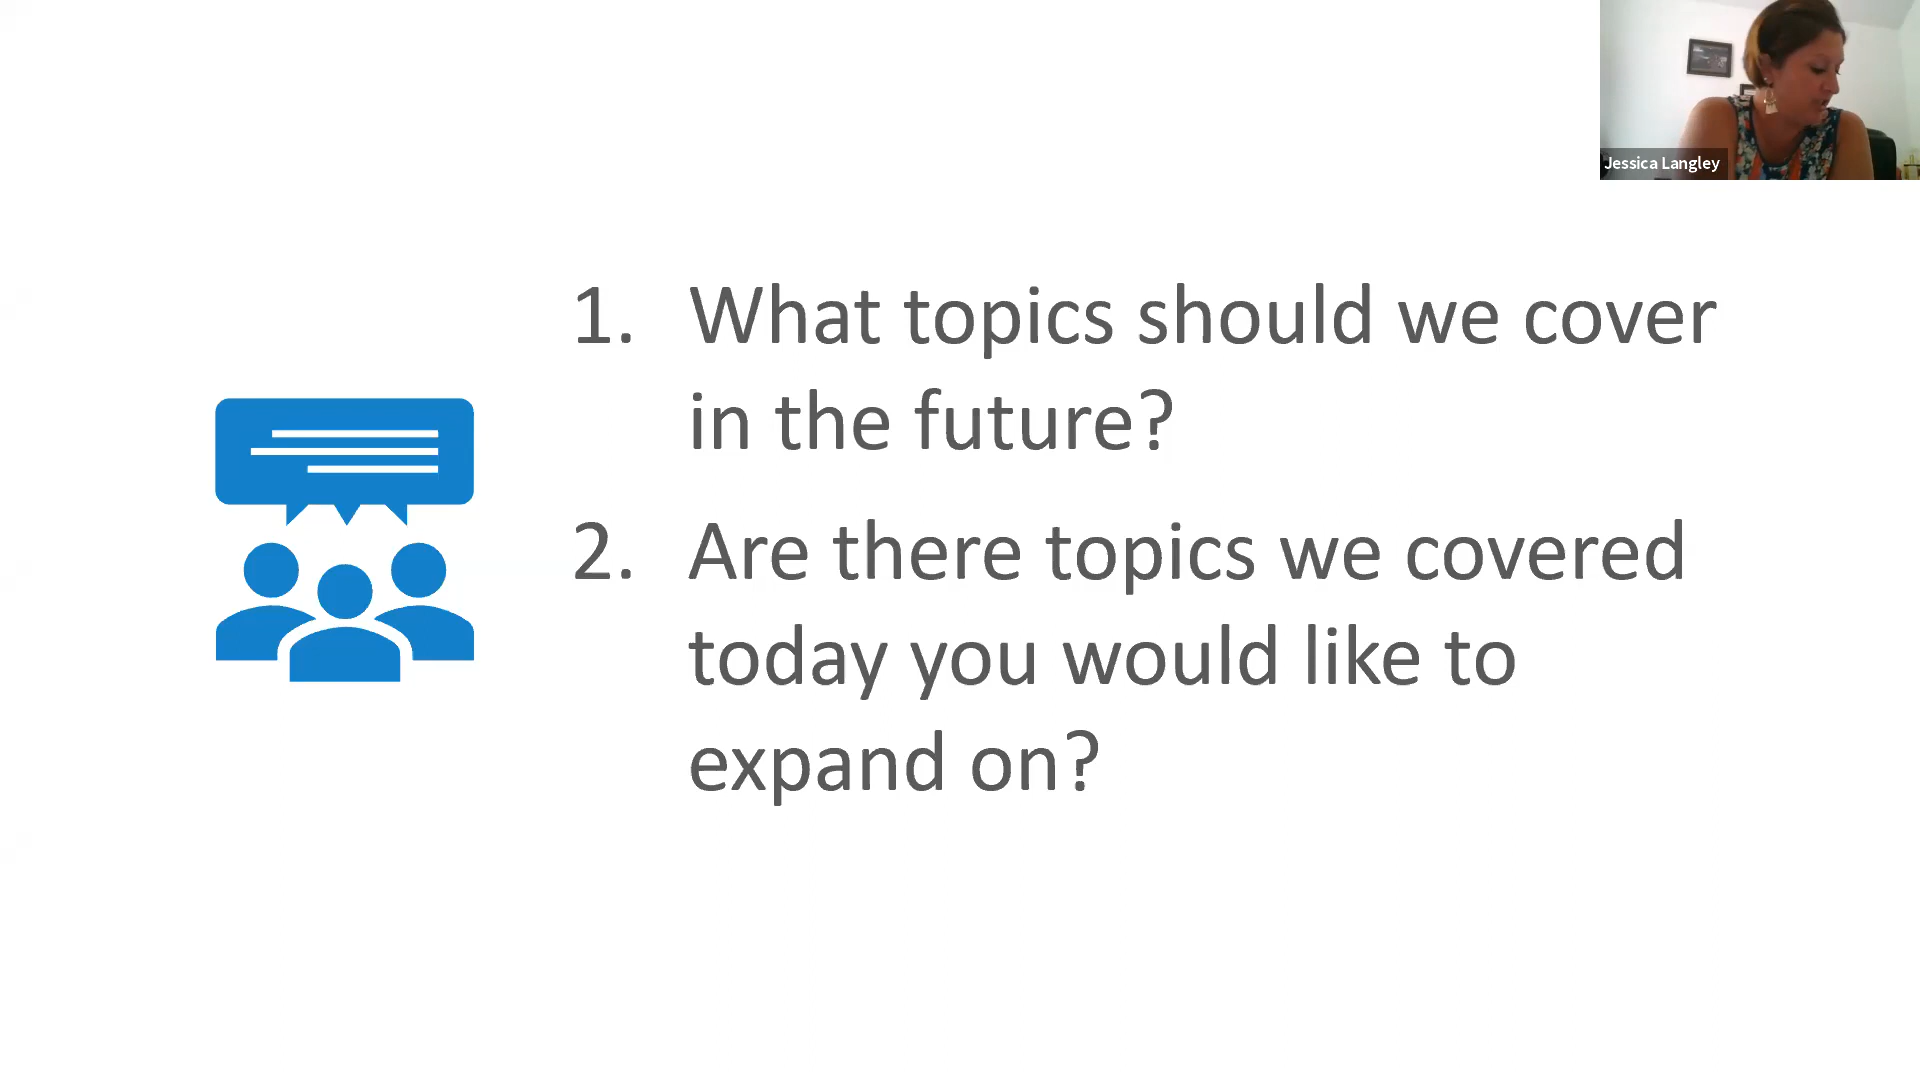 Jessica Langley
1. What topics should we cover
in the future?
2. Are there topics we covered
today you would like to
expand on?